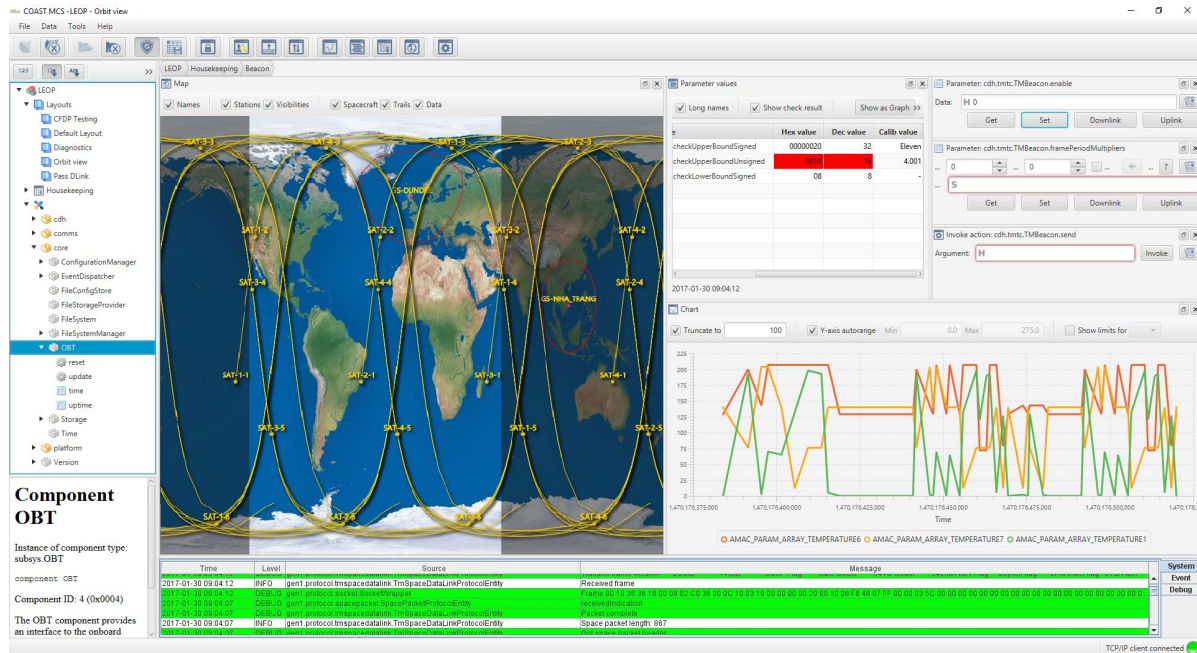 COAST MCS -LEOP - Orbit view
File Data Tools Help
LEOP Housekeeping Beacon
LEOP
Layouts
CFDP Testing
Default Layout
Diagnostics
Orbit view
Pass DLink
Housekeeping
cdh
comms
core
ConfigurationManager
EventDispatcher
FileConfigStore
FileStorageProvider
FileSystem
FileSystemManager
OBT
reset
update
time
uptime
Storage
Time
platform
Version
Component
OBT
Instance of component type:
subsys.OBT
component OBT
Component ID: 4 (0x0004)
The OBT component provides
an interface to the onboard
Map
Names Stations Visibilities Spacecraft Trails Data
SAT-3-3 SAT-4-3 SAT-1-3 SAT-2-3
GS-DUNDEE
SAT-1-2 SAT-2-2 SAT-3-2 SAT-4-2
SAT-3-4 SAT-4-4 SAT-1-4 SAT-2-4
GS-NHA_TRANG
SAT-1-1 SAT-2-1 SAT-3-1 SAT-4-1
SAT-3-5 SAT-4-5 SAT-1-5 SAT-2-5
SAT-1-6 SAT-2-6 SAT-3-6 SAT-4-6
Parameter values
Long names Show check result Show as Graph
e Hex value Dec value Calib value
checkUpperBoundSigned 00000020 32 Eleven
checkUpperBoundUnsigned 0010 16 4.001
checkLowerBoundSigned 08 8 -
2017-01-30 09:04:12
Parameter: cdh.tmtc.TMBeacon.enable
Data: H 0
Get Set Downlink Uplink
Parameter: cdh.tmtc.TMBeacon.framePeriodMultipliers
... 0 ... 0 ... ... ?
... S
Get Set Downlink Uplink
Invoke action: cdh.tmtc.TMBeacon.send
Argument: H Invoke
Chart
Truncate to 100 Y-axis autorange Min 0.0 Max 275.0 Show limits for -
225
200
175
150
125
100
75
50
25
0
1,470,176,375,000 1,470,176,400,000 1,470,176,425,000 1,470,176,450,000 1,470,176,475,000 1,470,176,500,000
Time
AMAC_PARAM_ARRAY_TEMPERATURE6 AMAC_PARAM_ARRAY_TEMPERATURE7 AMAC_PARAM_ARRAY_TEMPERATURE1
Time Level Source Message
2017-01-30 09:04:12 INFO gen1.protocol.tmspacedatalink.TmSpaceDataLinkProtocolEntity Received frame
2017-01-30 09:04:12 DEBUG gen1.protocol.socket.SocketWrapper
2017-01-30 09:04:07 DEBUG gen1.protocol.spacepacket.SpacePacketProtocolEntity receivedIndication
2017-01-30 09:04:07 DEBUG gen1.protocol.tmspacedatalink.TmSpaceDataLinkProtocolEntity Packet complete
2017-01-30 09:04:07 INFO gen1.protocol.tmspacedatalink.TmSpaceDataLinkProtocolEntity Space packet length: 867
2017-01-30 09:04:07 DEBUG gen1.protocol.tmspacedatalink.TmSpaceDataLinkProtocolEntity Got space packet header
System
Event
Debug
TCP/IP client connected